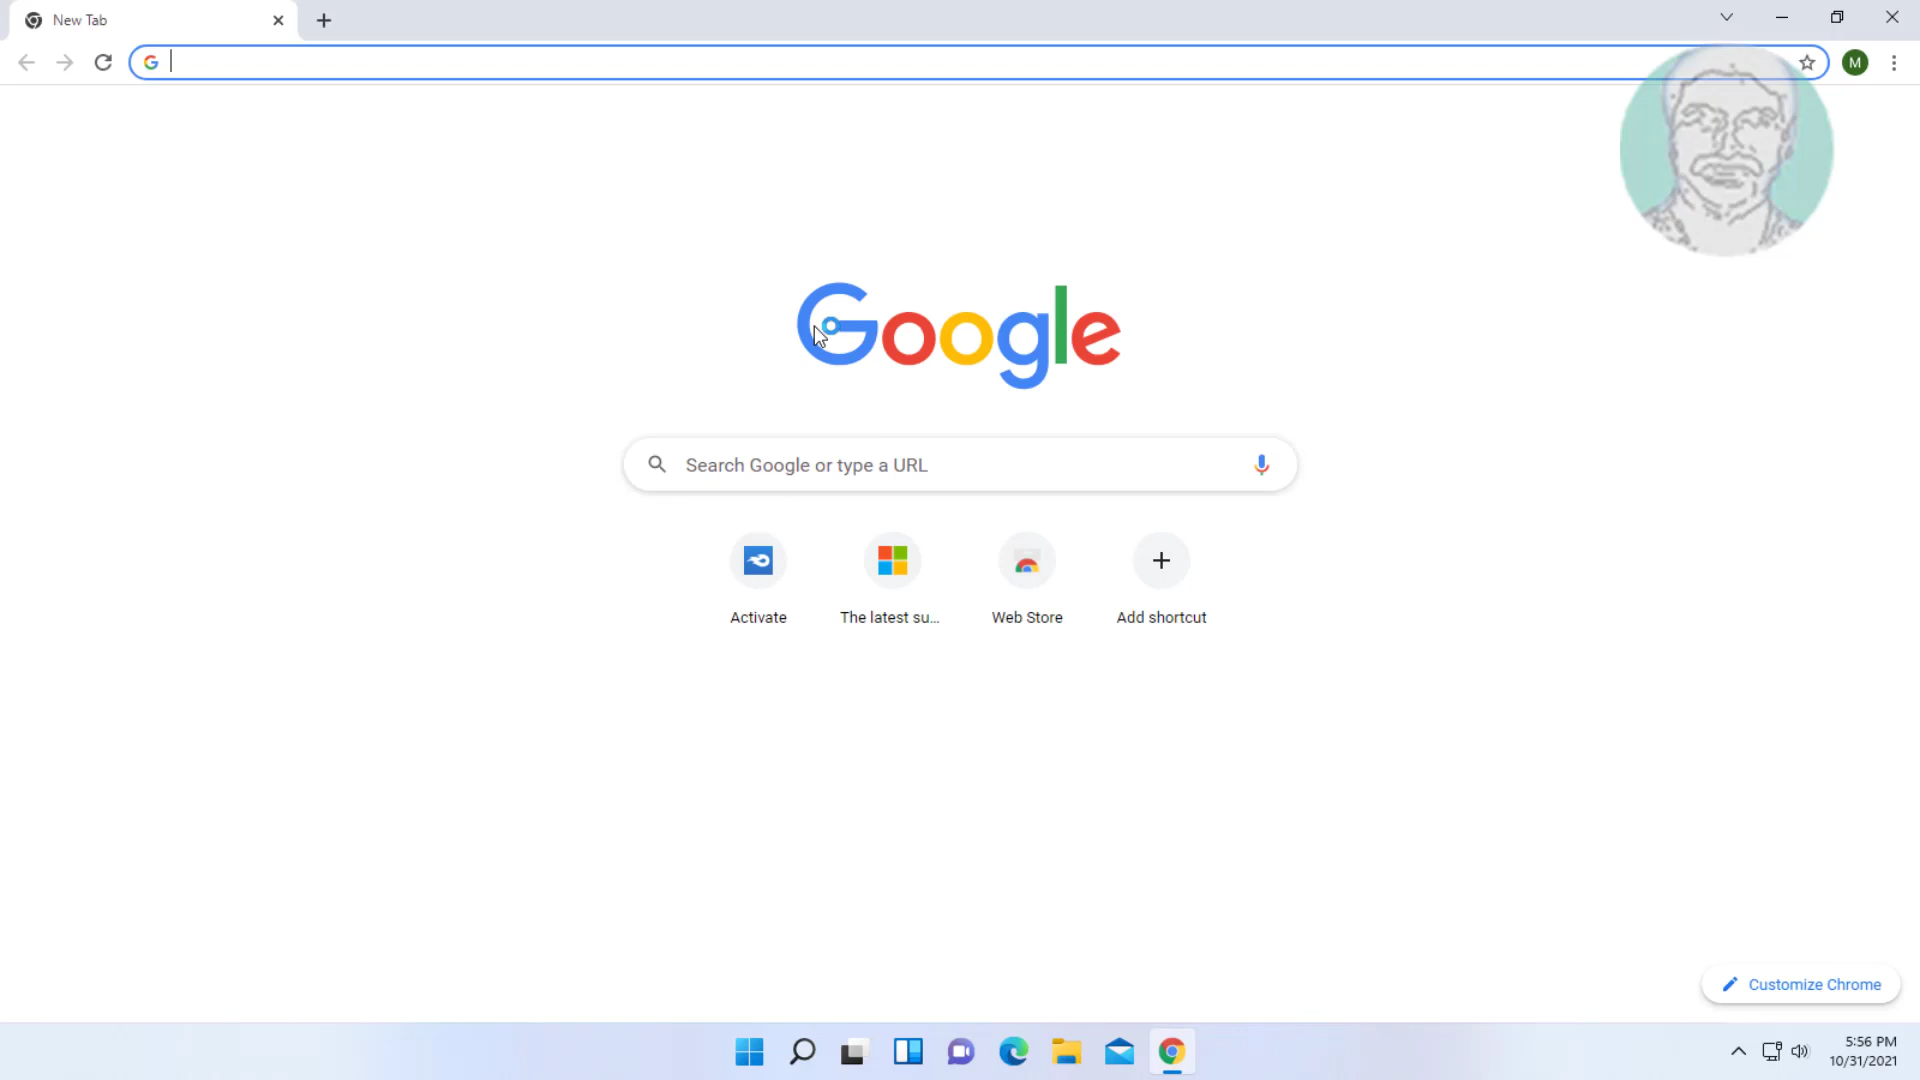 New Tab
M
Google
Search Google or type a URL
Activate
The latest su...
Web Store
Add shortcut
Customize Chrome
5:56 PM
10/31/2021